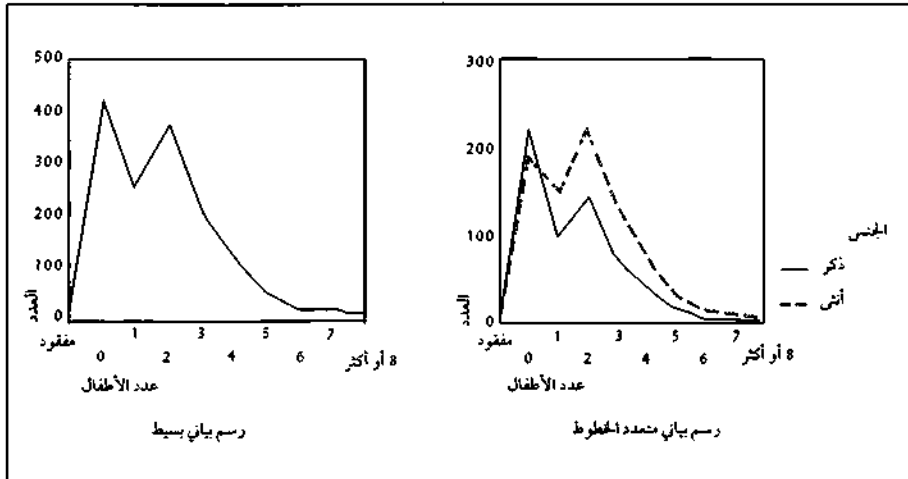 500
400
300
200
100
0
العدد
مفقود
1
3
5
7
0
2
4
6
8 أو أكثر
عدد الأطفال
رسم بياني بسيط
300
200
100
0
العدد
مفقود
1
3
5
7
0
2
4
6
8 أو أكثر
عدد الأطفال
رسم بياني متعدد الخطوط
الجنس
ذكر
أنثى